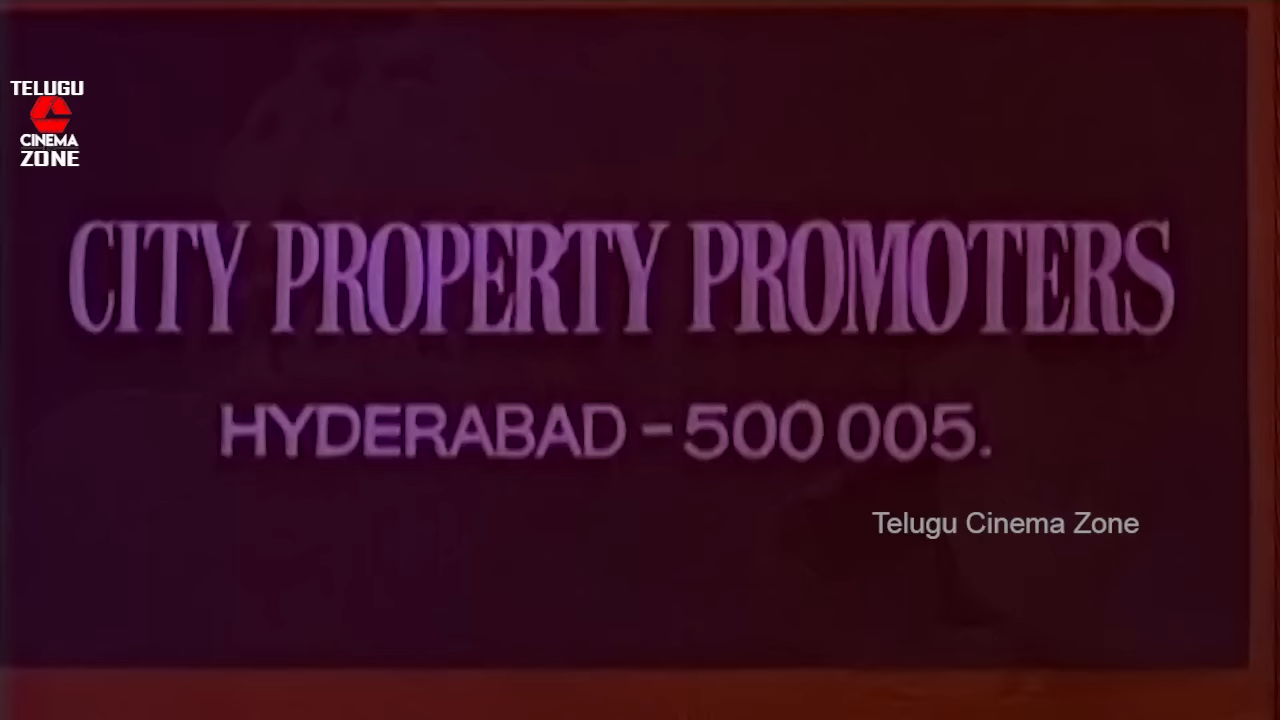 TELUGU
CINEMA
ZONE
CITY PROPERTY PROMOTERS
HYDERABAD - 500 005.
Telugu Cinema Zone